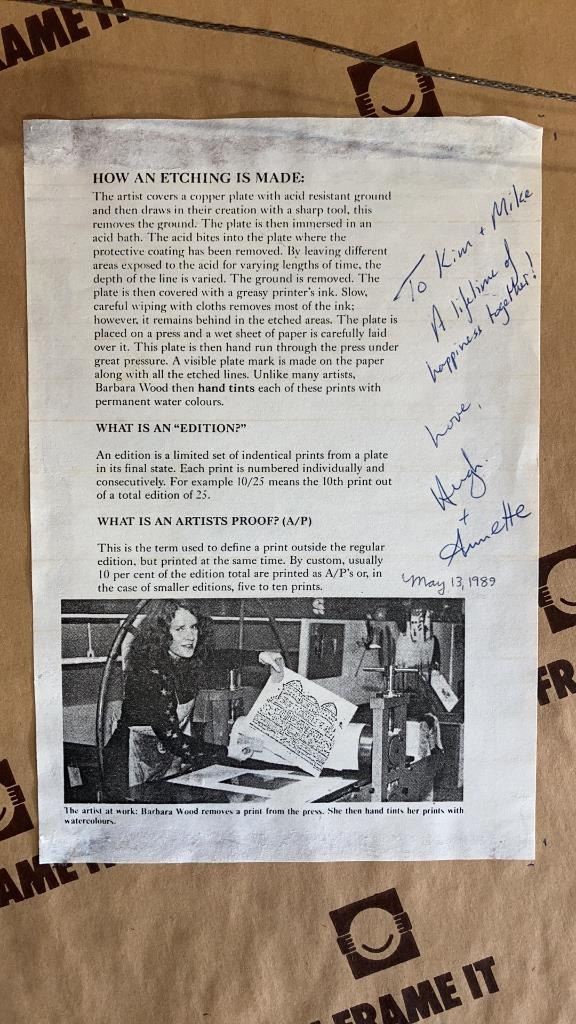 RAME IT
HOW AN ETCHING IS MADE:
The artist covers a copper plate with acid resistant ground
and then draws in their creation with a sharp tool, this
removes the ground. The plate is then immersed in an
acid bath. The acid bites into the plate where the
protective coating has been removed. By leaving different
areas exposed to the acid for varying lengths of time, the
depth of the line is varied. The ground is removed. The
plate is then covered with a greasy printer's ink. Slow,
careful wiping with cloths removes most of the ink;
however, it remains behind in the etched areas. The plate is
placed on a press and a wet sheet of paper is carefully laid
over it. This plate is then hand run through the press under
great pressure. A visible plate mark is made on the paper
along with all the etched lines. Unlike many artists,
Barbara Wood then hand tints each of these prints with
permanent water colours.
WHAT IS AN "EDITION?"
An edition is a limited set of indentical prints from a plate
in its final state. Each print is numbered individually and
consecutively. For example 10/25 means the 10th print out
of a total edition of 25.
WHAT IS AN ARTISTS PROOF? (A/P)
This is the term used to define a print outside the regular
edition, but printed at the same time. By custom, usually
10 per cent of the edition total are printed as A/P's or, in
the case of smaller editions, five to ten prints.
To Kim + Mike
A lifetime of
happiness together!
Love,
Hugh
+
Annette
May 13, 1989
The artist at work: Barbara Wood removes a print from the press. She then hand tints her prints with
watercolours.
FR
AME IT
FRAME IT